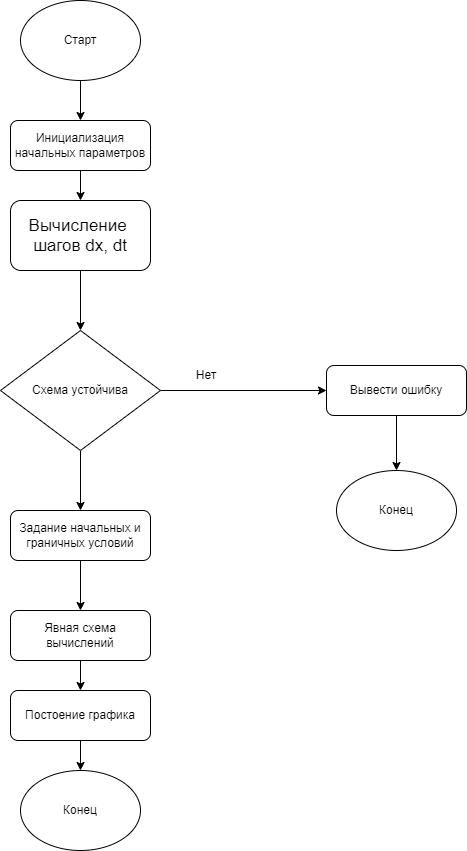 Старт
Инициализация
начальных параметров
Вычисление
шагов dx, dt
Схема устойчива
Нет
Вывести ошибку
Конец
Задание начальных и
граничных условий
Явная схема
вычислений
Постоение графика
Конец